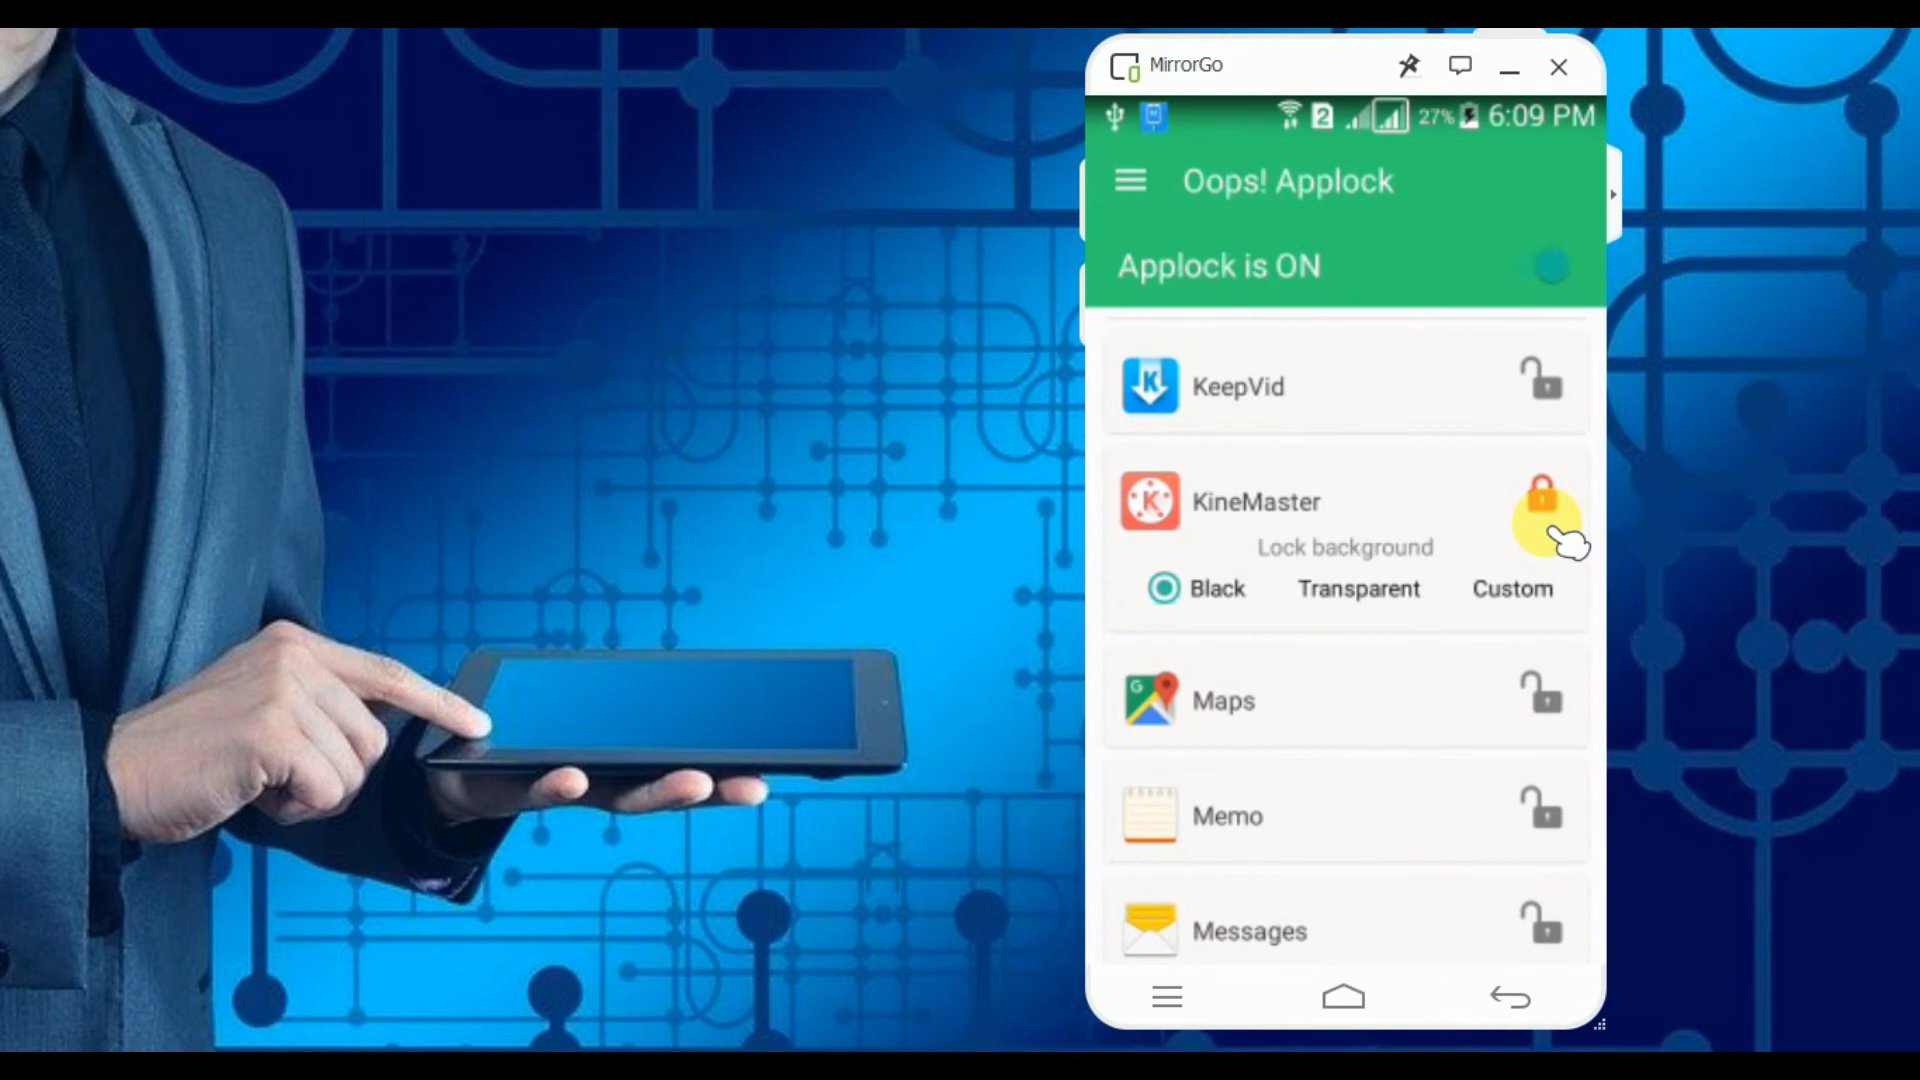 MirrorGo
2 27% 6:09 PM
Oops! Applock
Applock is ON
KeepVid
KineMaster
Lock background
Black Transparent Custom
Maps
Memo
Messages